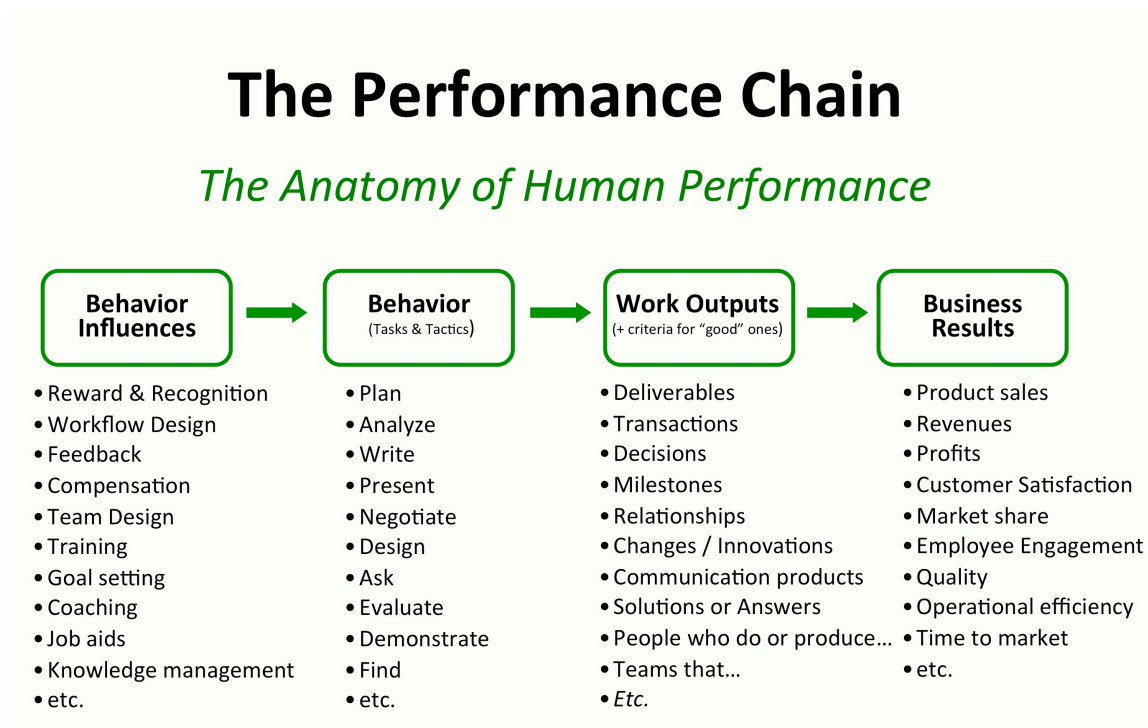 The Performance Chain
The Anatomy of Human Performance
Behavior
Influences
• Reward & Recognition
• Workflow Design
• Feedback
• Compensation
• Team Design
• Training
• Goal setting
• Coaching
• Job aids
• Knowledge management
• etc.
Behavior
(Tasks & Tactics)
• Plan
• Analyze
• Write
• Present
• Negotiate
• Design
• Ask
• Evaluate
• Demonstrate
• Find
• etc.
Work Outputs
(+ criteria for “good” ones)
• Deliverables
• Transactions
• Decisions
• Milestones
• Relationships
• Changes / Innovations
• Communication products
• Solutions or Answers
• People who do or produce…
• Teams that…
• Etc.
Business
Results
• Product sales
• Revenues
• Profits
• Customer Satisfaction
• Market share
• Employee Engagement
• Quality
• Operational efficiency
• Time to market
• etc.